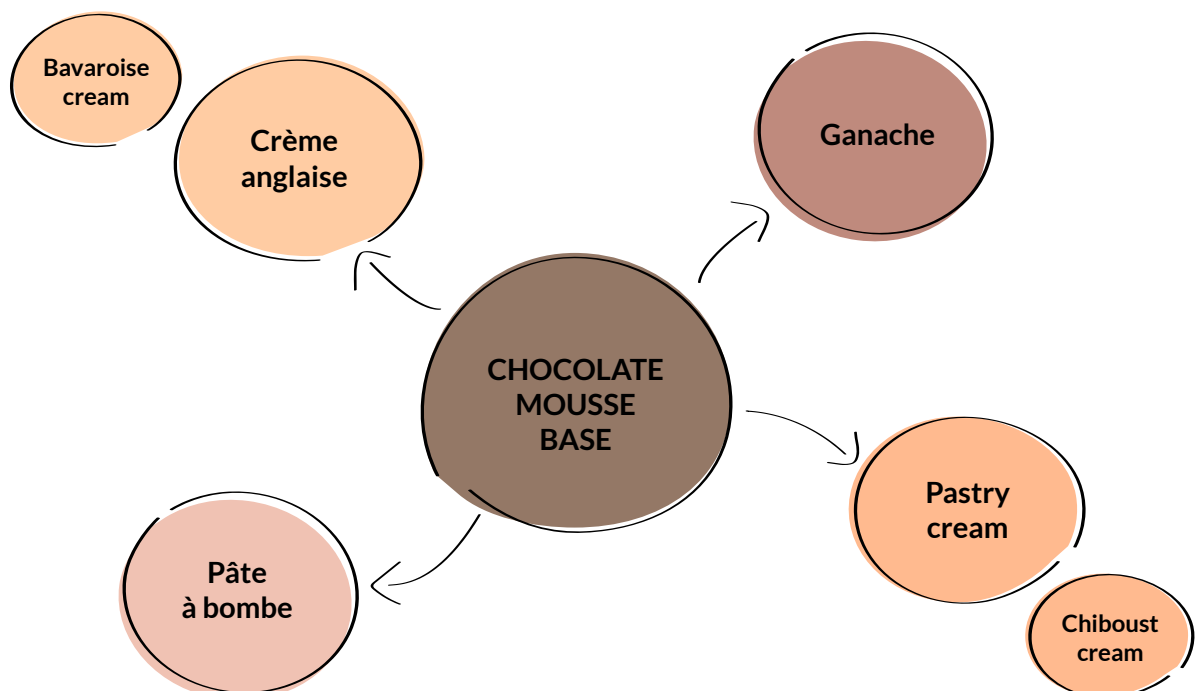 Bavaroise
cream
Crème
anglaise
Ganache
CHOCOLATE
MOUSSE
BASE
Pastry
cream
Pâte
à bombe
Chiboust
cream